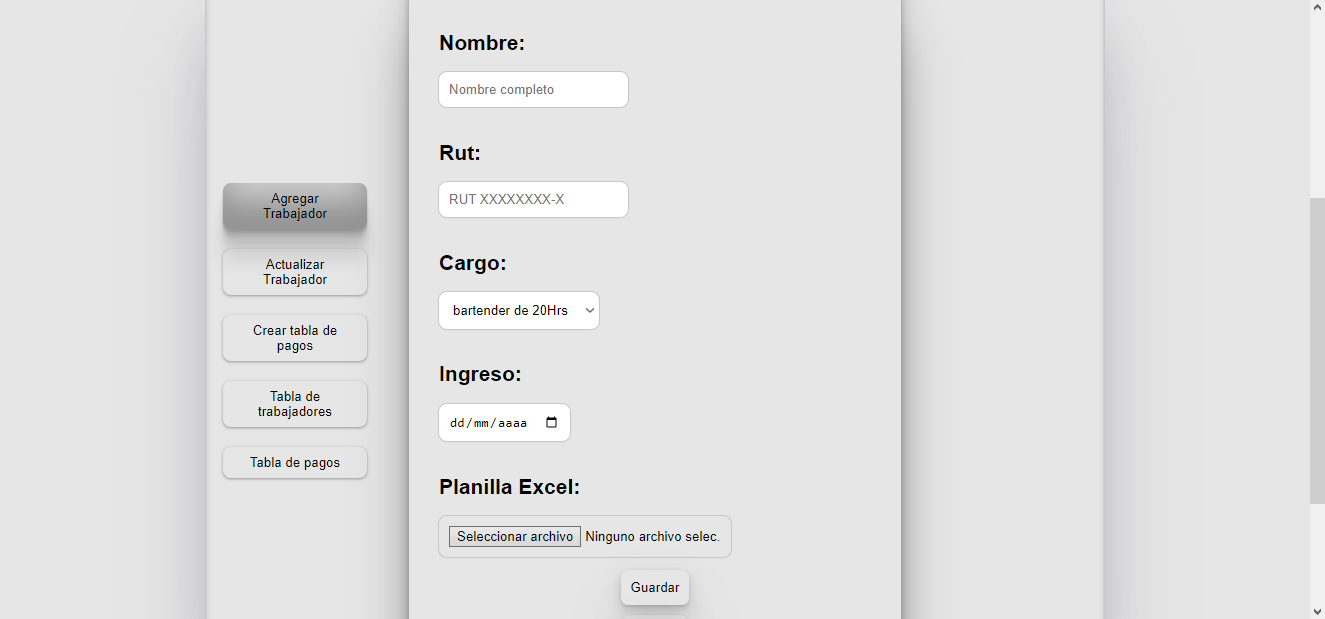 Agregar
Trabajador
Actualizar
Trabajador
Crear tabla de
pagos
Tabla de
trabajadores
Tabla de pagos
Nombre:
Nombre completo
Rut:
RUT XXXXXXXX-X
Cargo:
bartender de 20Hrs
Ingreso:
dd/mm/aaaa
Planilla Excel:
Seleccionar archivo Ninguno archivo selec.
Guardar